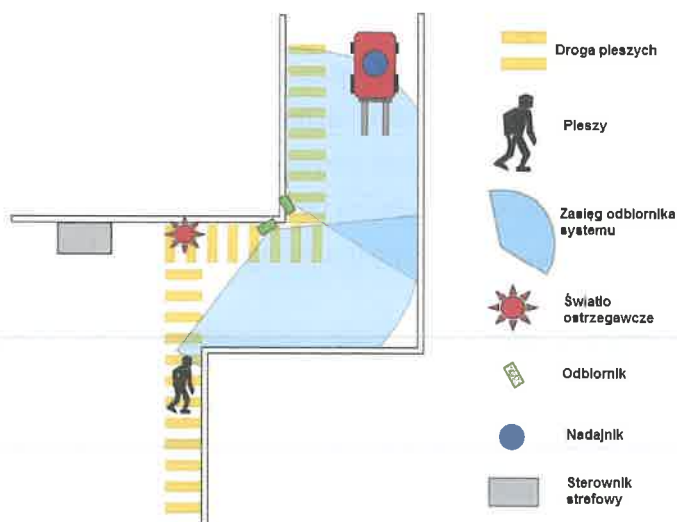 Droga pieszych
Pieszy
Zasięg odbiornika
systemu
Światło
ostrzegawcze
Odbiornik
Nadajnik
Sterownik
strefowy